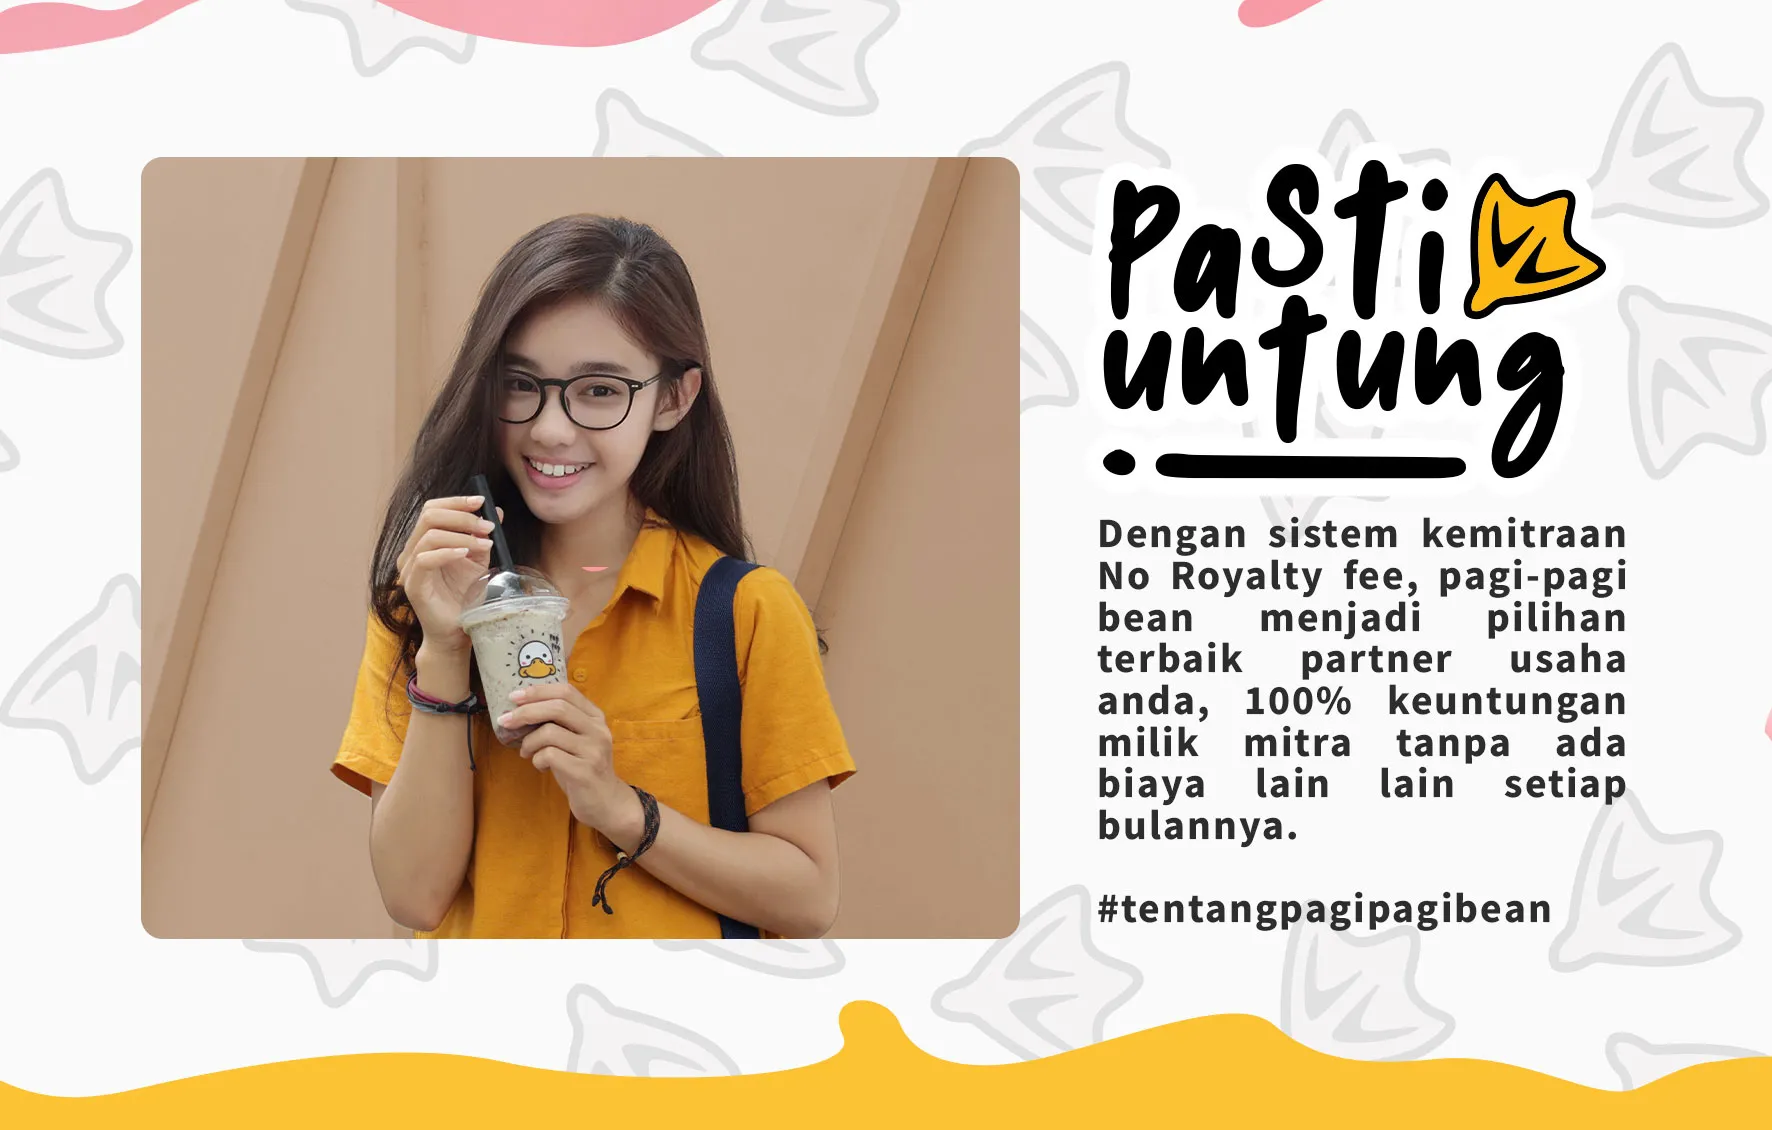 Pasti
untung
Dengan sistem kemitraan
No Royalty fee, pagi-pagi
bean menjadi pilihan
terbaik partner usaha
anda, 100% keuntungan
milik mitra tanpa ada
biaya lain lain setiap
bulannya.
#tentangpagipagibean